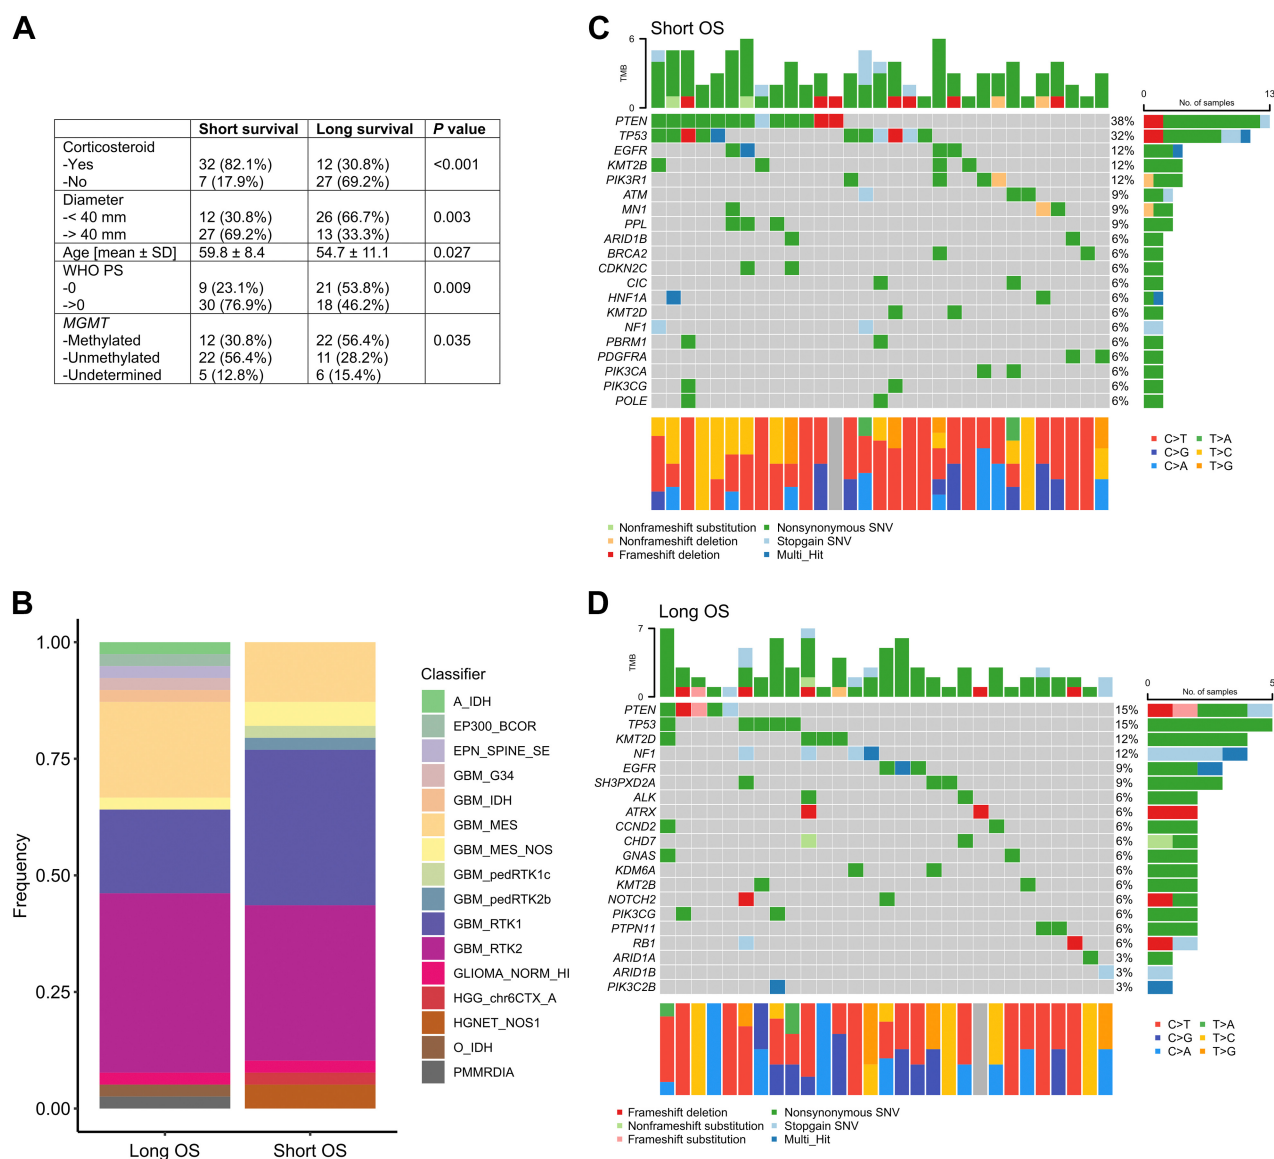 A
Short survival Long survival P value
Corticosteroid
-Yes 32 (82.1%) 12 (30.8%) <0.001
-No 7 (17.9%) 27 (69.2%)
Diameter
-< 40 mm 12 (30.8%) 26 (66.7%) 0.003
-> 40 mm 27 (69.2%) 13 (33.3%)
Age [mean ± SD] 59.8 ± 8.4 54.7 ± 11.1 0.027
WHO PS
-0 9 (23.1%) 21 (53.8%) 0.009
->0 30 (76.9%) 18 (46.2%)
MGMT
-Methylated 12 (30.8%) 22 (56.4%) 0.035
-Unmethylated 22 (56.4%) 11 (28.2%)
-Undetermined 5 (12.8%) 6 (15.4%)
B
Frequency
1.00
0.75
0.50
0.25
0.00
Long OS Short OS
Classifier
A_IDH
EP300_BCOR
EPN_SPINE_SE
GBM_G34
GBM_IDH
GBM_MES
GBM_MES_NOS
GBM_pedRTK1c
GBM_pedRTK2b
GBM_RTK1
GBM_RTK2
GLIOMA_NORM_HI
HGG_chr6CTX_A
HGNET_NOS1
O_IDH
PMMRDIA
C
Short OS
6
TMB
0
0 13
No. of samples
PTEN 38%
TP53 32%
EGFR 12%
KMT2B 12%
PIK3R1 12%
ATM 9%
MN1 9%
PPL 9%
ARID1B 6%
BRCA2 6%
CDKN2C 6%
CIC 6%
HNF1A 6%
KMT2D 6%
NF1 6%
PBRM1 6%
PDGFRA 6%
PIK3CA 6%
PIK3CG 6%
POLE 6%
C>T T>A
C>G T>C
C>A T>G
Nonframeshift substitution Nonsynonymous SNV
Nonframeshift deletion Stopgain SNV
Frameshift deletion Multi_Hit
D
Long OS
7
TMB
0
0 5
No. of samples
PTEN 15%
TP53 15%
KMT2D 12%
NF1 12%
EGFR 9%
SH3PXD2A 9%
ALK 6%
ATRX 6%
CCND2 6%
CHD7 6%
GNAS 6%
KDM6A 6%
KMT2B 6%
NOTCH2 6%
PIK3CG 6%
PTPN11 6%
RB1 6%
ARID1A 3%
ARID1B 3%
PIK3C2B 3%
C>T T>A
C>G T>C
C>A T>G
Frameshift deletion Nonsynonymous SNV
Nonframeshift substitution Stopgain SNV
Frameshift substitution Multi_Hit